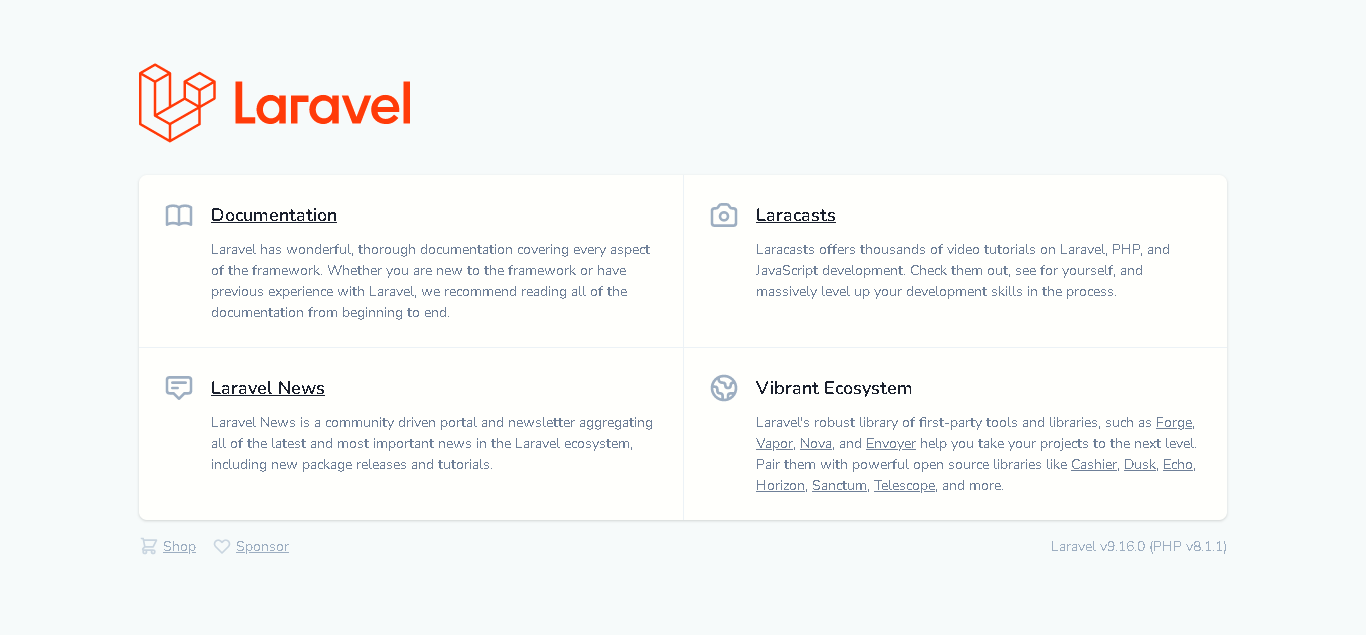 Laravel
Documentation
Laravel has wonderful, thorough documentation covering every aspect
of the framework. Whether you are new to the framework or have
previous experience with Laravel, we recommend reading all of the
documentation from beginning to end.
Laracasts
Laracasts offers thousands of video tutorials on Laravel, PHP, and
JavaScript development. Check them out, see for yourself, and
massively level up your development skills in the process.
Laravel News
Laravel News is a community driven portal and newsletter aggregating
all of the latest and most important news in the Laravel ecosystem,
including new package releases and tutorials.
Vibrant Ecosystem
Laravel's robust library of first-party tools and libraries, such as Forge,
Vapor, Nova, and Envoyer help you take your projects to the next level.
Pair them with powerful open source libraries like Cashier, Dusk, Echo,
Horizon, Sanctum, Telescope, and more.
Shop Sponsor
Laravel v9.16.0 (PHP v8.1.1)